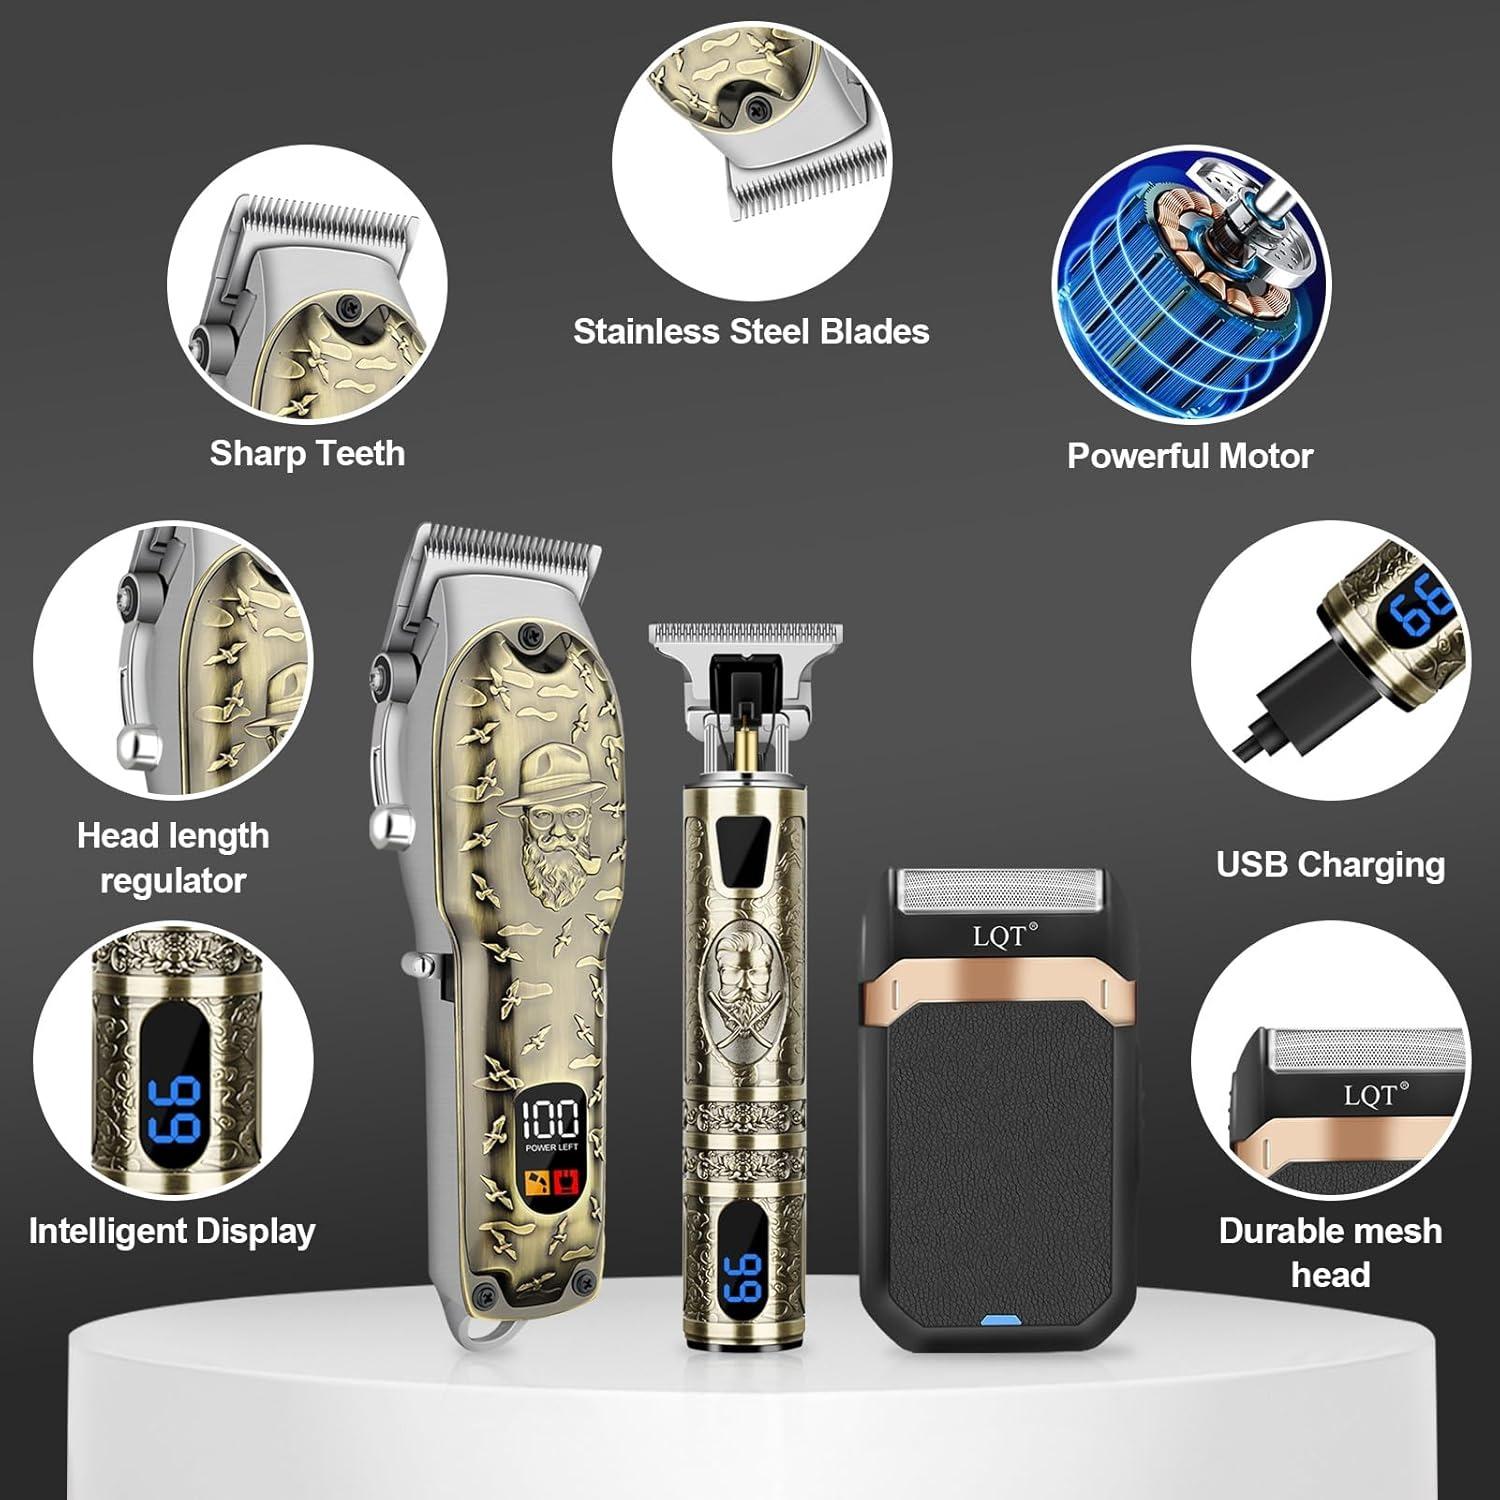 Stainless Steel Blades
Sharp Teeth
Powerful Motor
Head length
regulator
99
USB Charging
LQT®
LQT®
99
Intelligent Display
100
POWER LEFT
99
Durable mesh
head